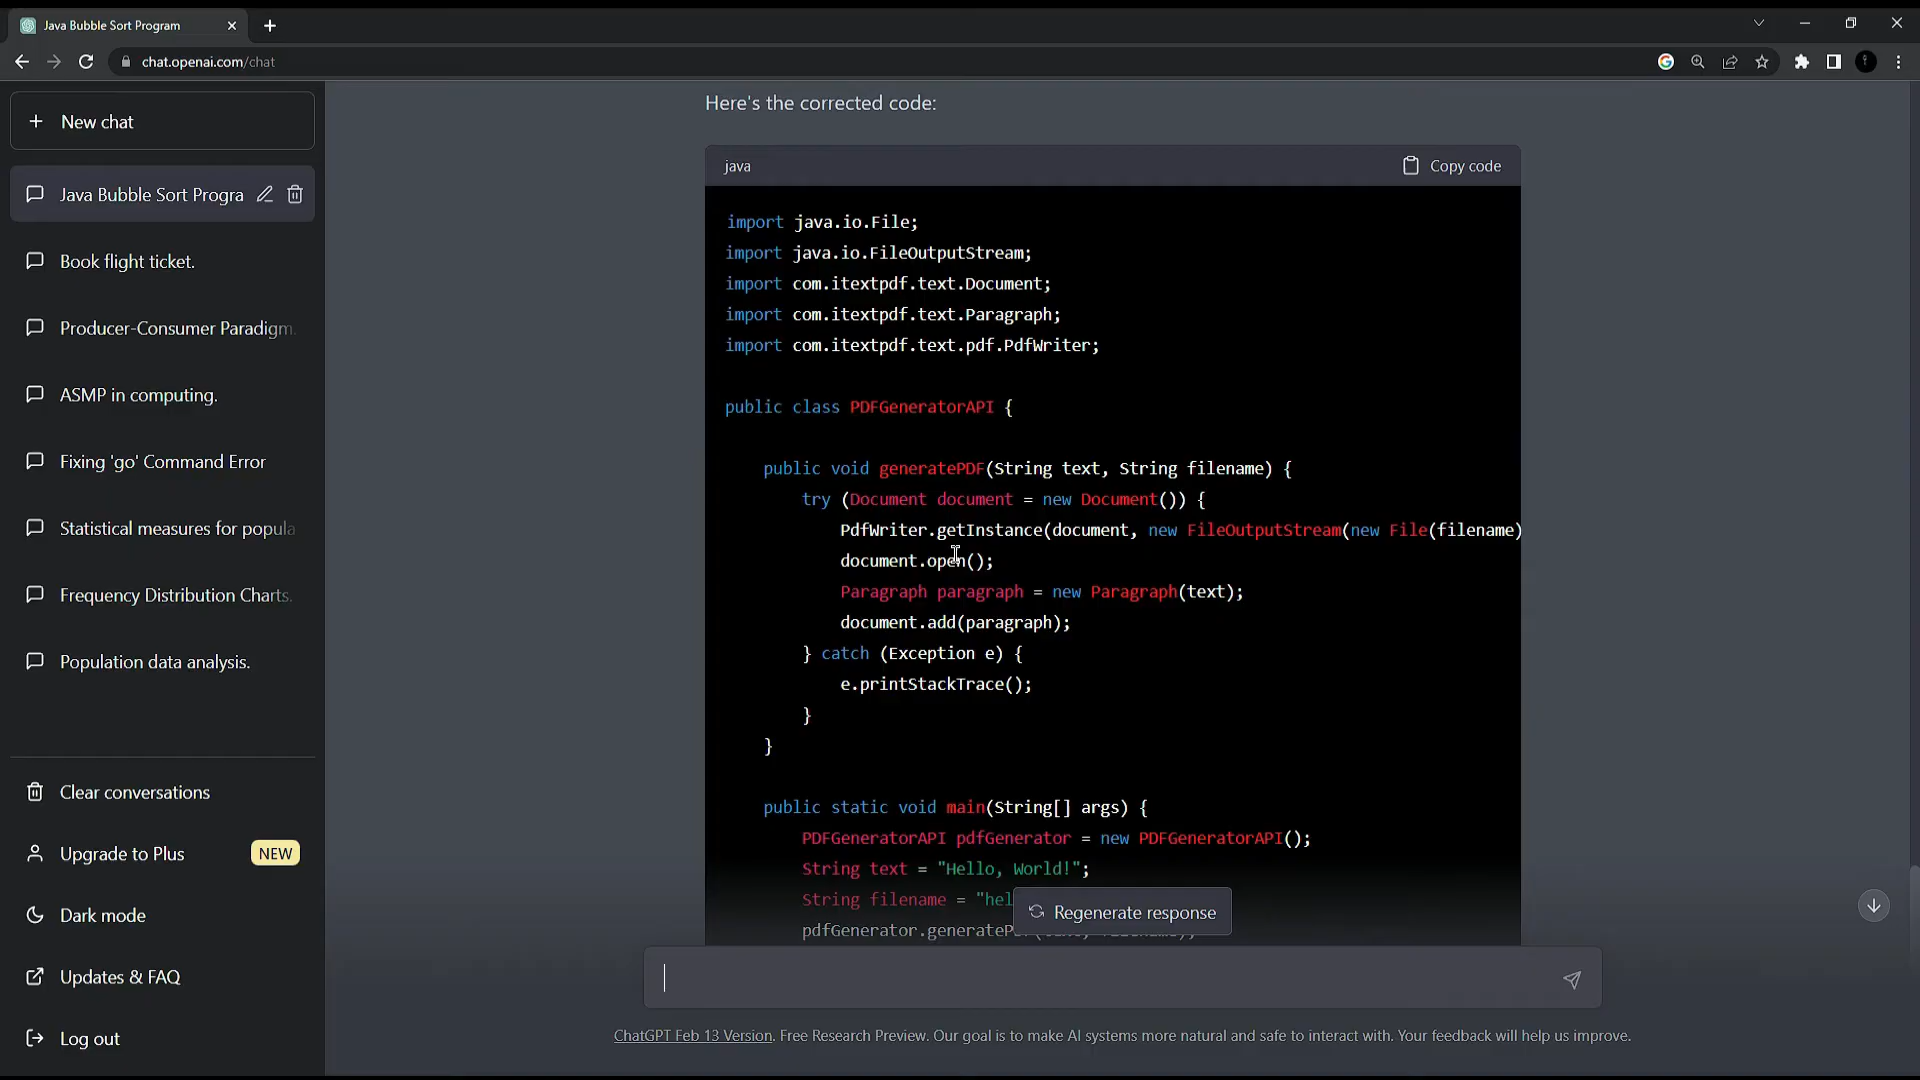 Java Bubble Sort Program
chat.openai.com/chat
New chat
Java Bubble Sort Progra
Book flight ticket.
Producer-Consumer Paradigm.
ASMP in computing.
Fixing 'go' Command Error
Statistical measures for popula
Frequency Distribution Charts.
Population data analysis.
Clear conversations
Upgrade to Plus NEW
Dark mode
Updates & FAQ
Log out
Here's the corrected code:
java Copy code
import java.io.File;
import java.io.FileOutputStream;
import com.itextpdf.text.Document;
import com.itextpdf.text.Paragraph;
import com.itextpdf.text.pdf.PdfWriter;
public class PDFGeneratorAPI {
public void generatePDF(String text, String filename) {
try (Document document = new Document()) {
PdfWriter.getInstance(document, new FileOutputStream(new File(filename)
document.open();
Paragraph paragraph = new Paragraph(text);
document.add(paragraph);
} catch (Exception e) {
e.printStackTrace();
}
}
public static void main(String[] args) {
PDFGeneratorAPI pdfGenerator = new PDFGeneratorAPI();
String text = "Hello, World!";
String filename = "hel
pdfGenerator.generateP
Regenerate response
ChatGPT Feb 13 Version. Free Research Preview. Our goal is to make AI systems more natural and safe to interact with. Your feedback will help us improve.